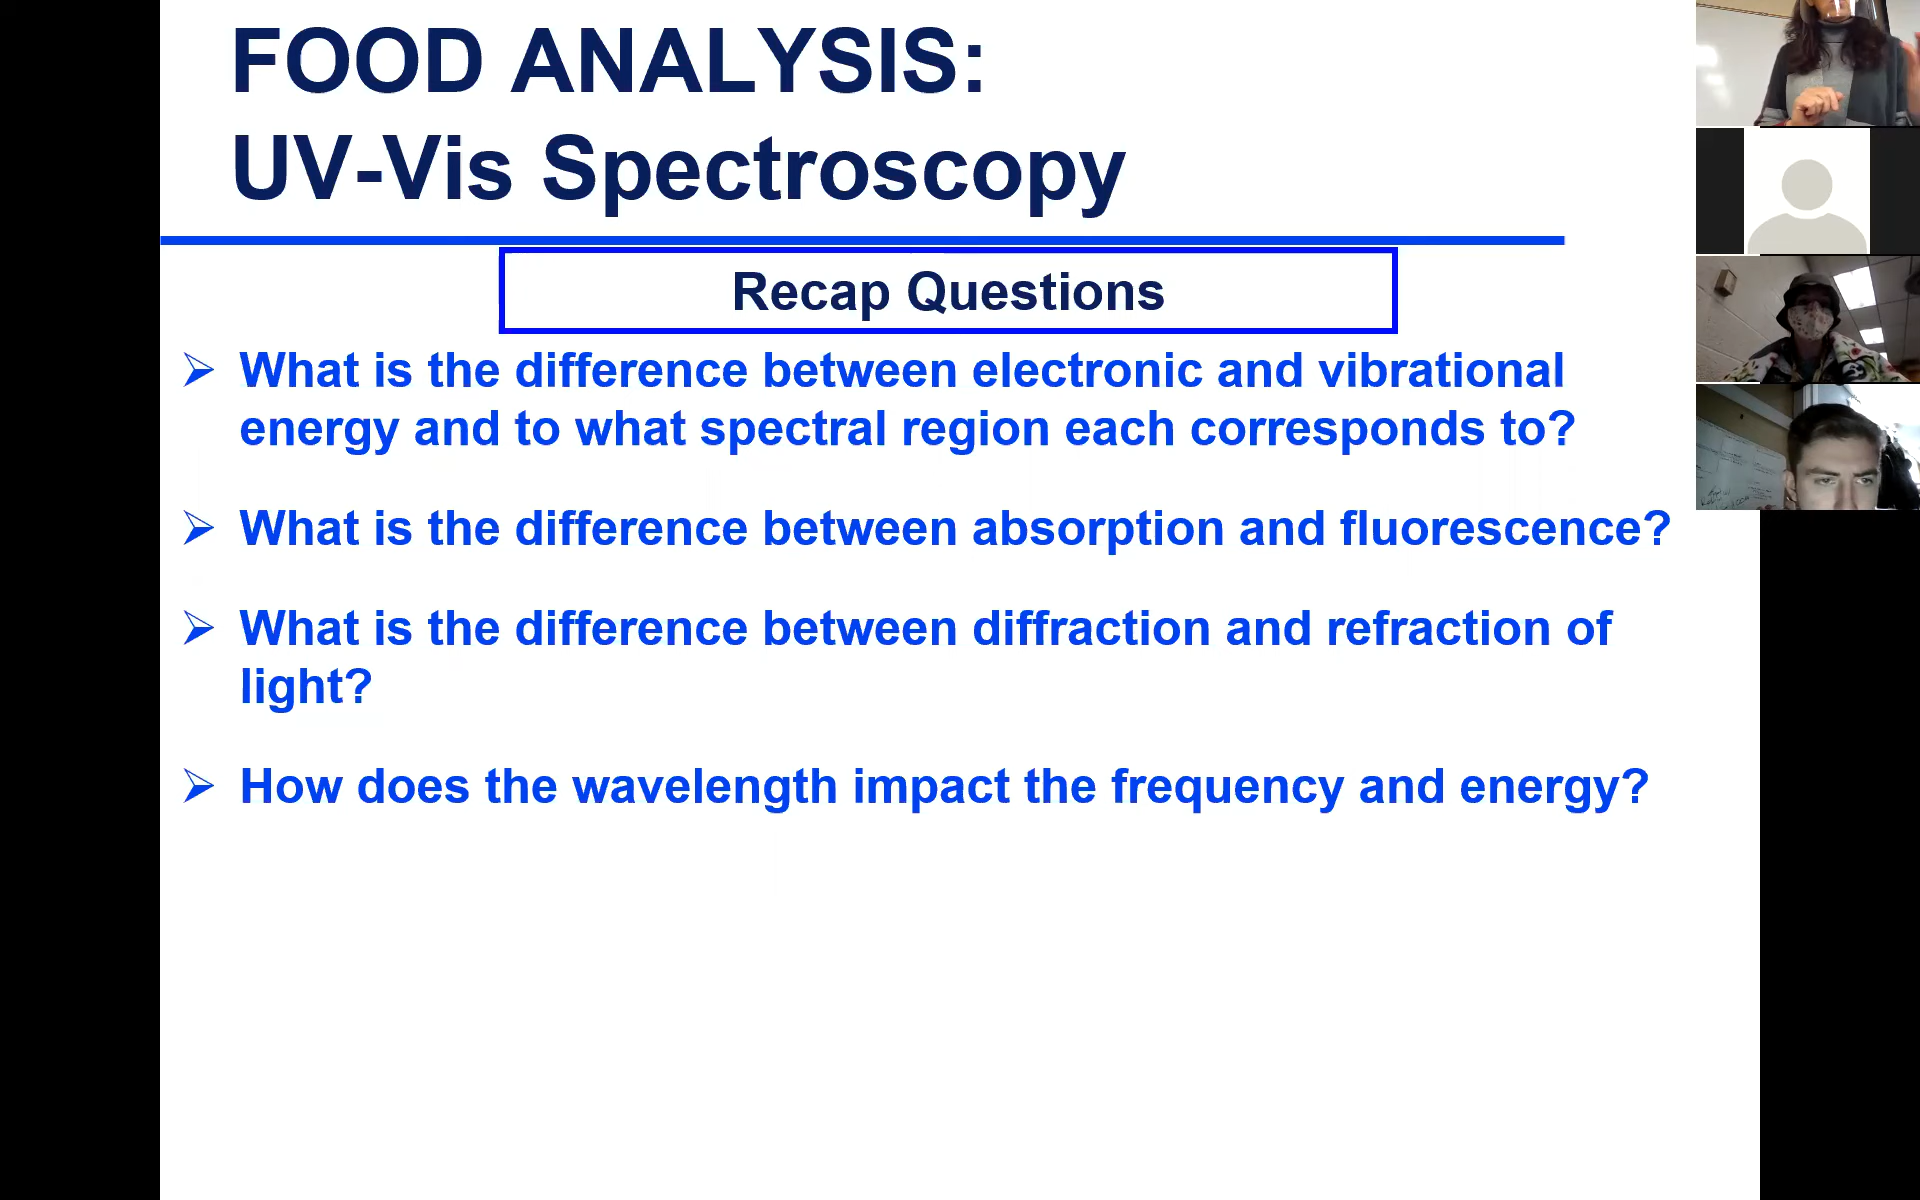 FOOD ANALYSIS:
UV-Vis Spectroscopy
Recap Questions
➢ What is the difference between electronic and vibrational
energy and to what spectral region each corresponds to?
➢ What is the difference between absorption and fluorescence?
➢ What is the difference between diffraction and refraction of
light?
➢ How does the wavelength impact the frequency and energy?